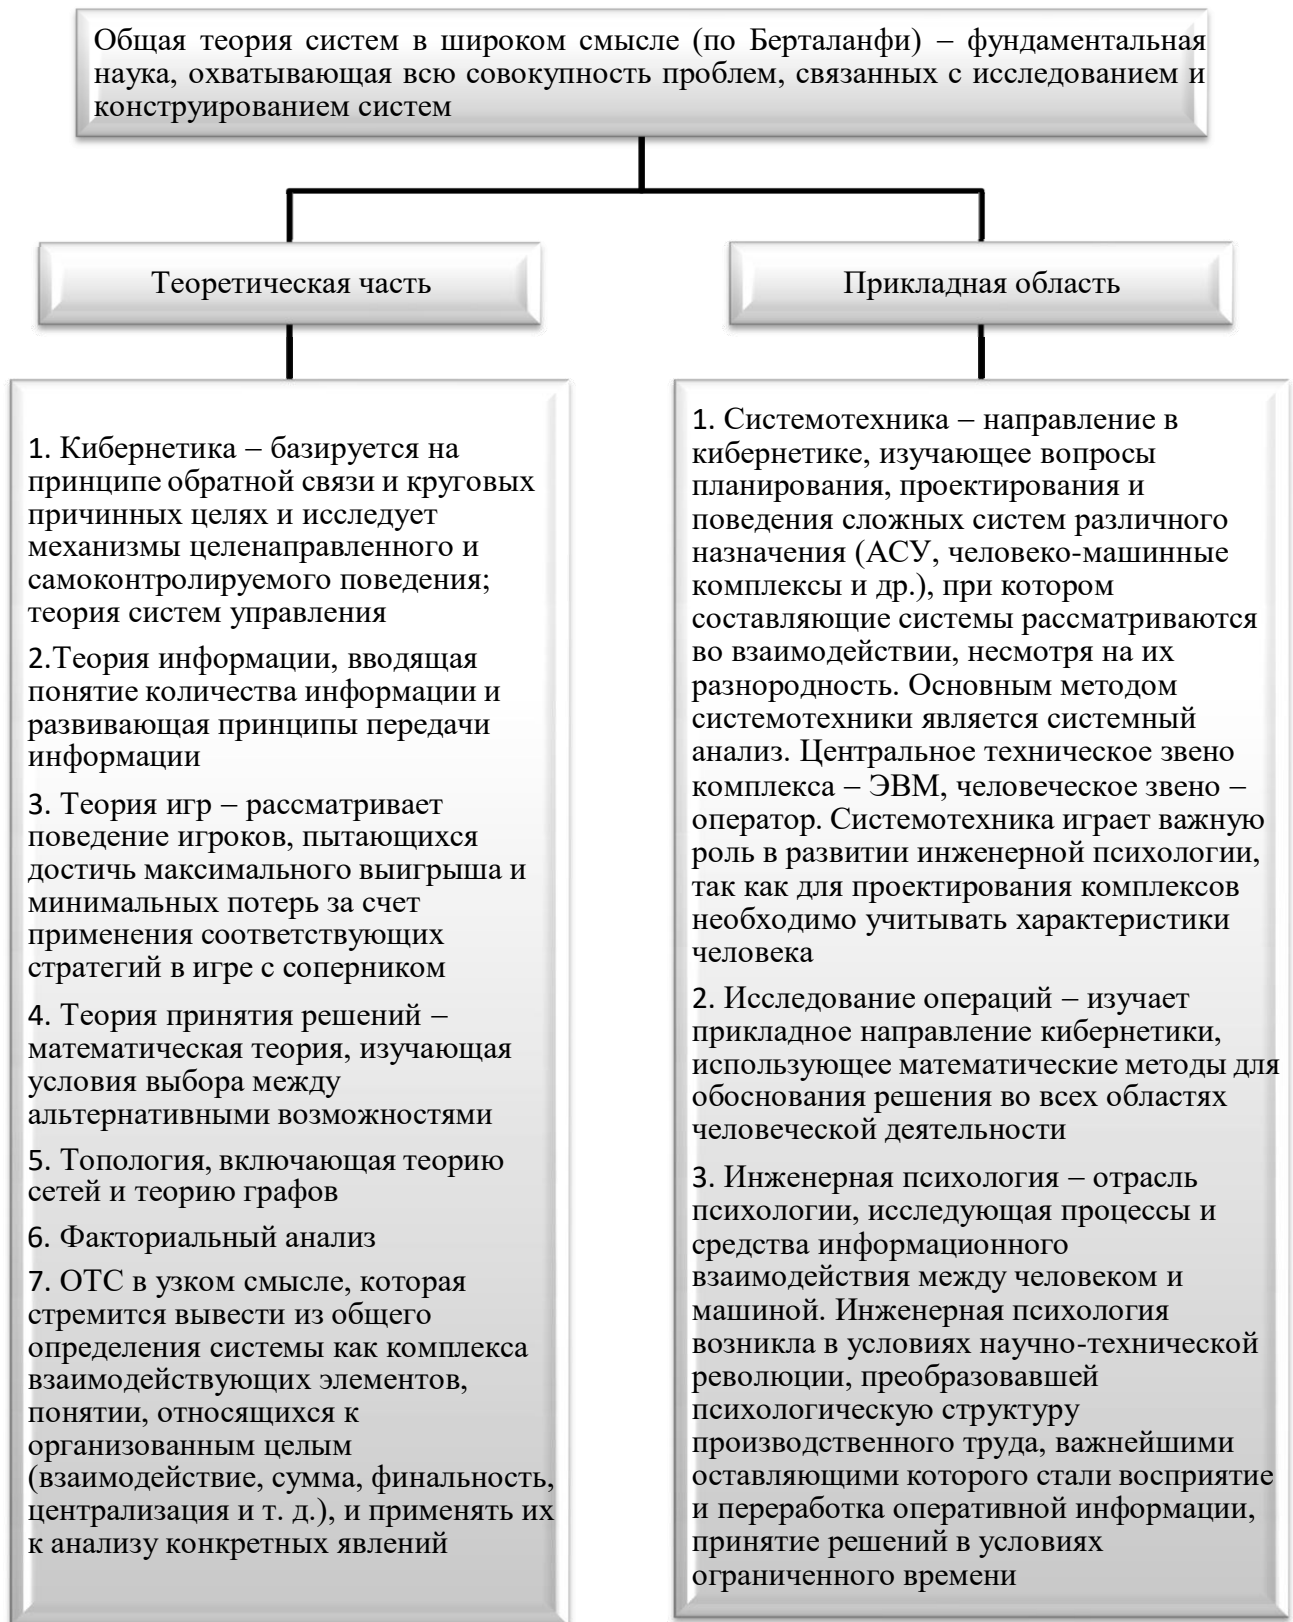 Общая теория систем в широком смысле (по Берталанфи) – фундаментальная
наука, охватывающая всю совокупность проблем, связанных с исследованием и
конструированием систем
Теоретическая часть
Прикладная область
1. Кибернетика – базируется на
принципе обратной связи и круговых
причинных целях и исследует
механизмы целенаправленного и
самоконтролируемого поведения;
теория систем управления
2.Теория информации, вводящая
понятие количества информации и
развивающая принципы передачи
информации
3. Теория игр – рассматривает
поведение игроков, пытающихся
достичь максимального выигрыша и
минимальных потерь за счет
применения соответствующих
стратегий в игре с соперником
4. Теория принятия решений –
математическая теория, изучающая
условия выбора между
альтернативными возможностями
5. Топология, включающая теорию
сетей и теорию графов
6. Факториальный анализ
7. ОТС в узком смысле, которая
стремится вывести из общего
определения системы как комплекса
взаимодействующих элементов,
понятии, относящихся к
организованным целым
(взаимодействие, сумма, финальность,
централизация и т. д.), и применять их
к анализу конкретных явлений
1. Системотехника – направление в
кибернетике, изучающее вопросы
планирования, проектирования и
поведения сложных систем различного
назначения (АСУ, человеко-машинные
комплексы и др.), при котором
составляющие системы рассматриваются
во взаимодействии, несмотря на их
разнородность. Основным методом
системотехники является системный
анализ. Центральное техническое звено
комплекса – ЭВМ, человеческое звено –
оператор. Системотехника играет важную
роль в развитии инженерной психологии,
так как для проектирования комплексов
необходимо учитывать характеристики
человека
2. Исследование операций – изучает
прикладное направление кибернетики,
использующее математические методы для
обоснования решения во всех областях
человеческой деятельности
3. Инженерная психология – отрасль
психологии, исследующая процессы и
средства информационного
взаимодействия между человеком и
машиной. Инженерная психология
возникла в условиях научно-технической
революции, преобразовавшей
психологическую структуру
производственного труда, важнейшими
оставляющими которого стали восприятие
и переработка оперативной информации,
принятие решений в условиях
ограниченного времени